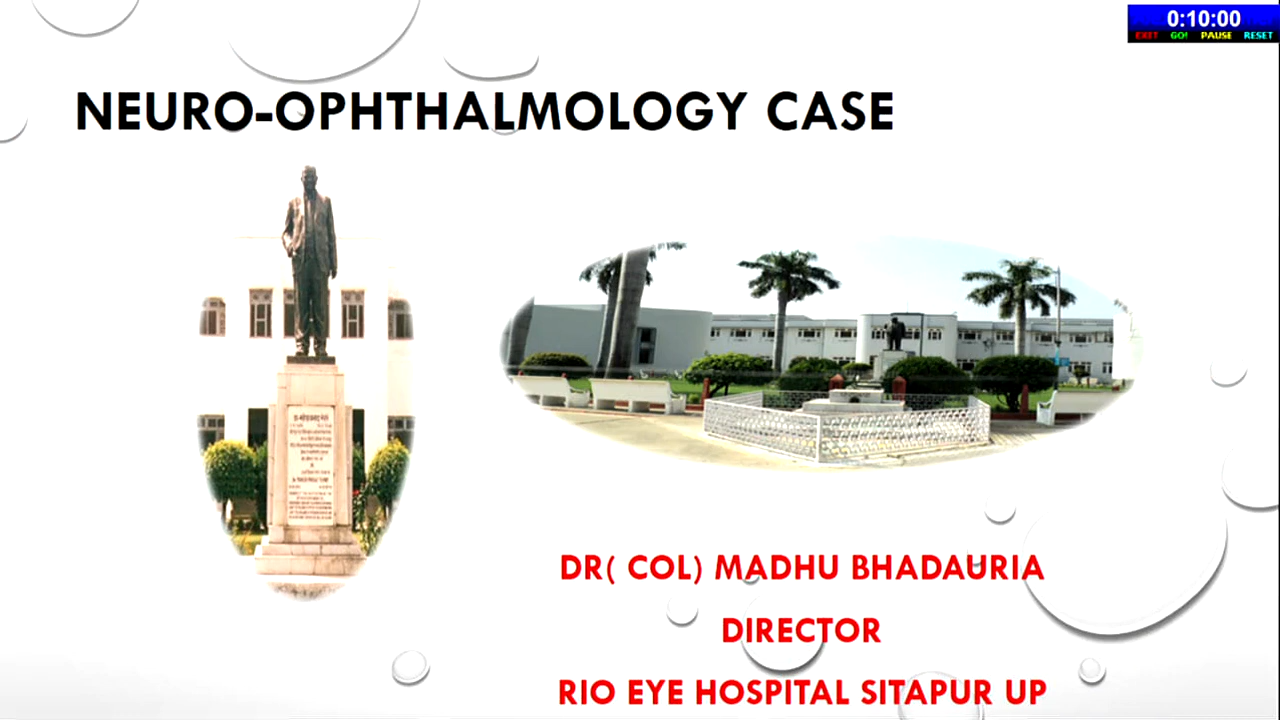 0:10:00
EXIT GO! PAUSE RESET
NEURO-OPHTHALMOLOGY CASE
DR( COL) MADHU BHADAURIA
DIRECTOR
RIO EYE HOSPITAL SITAPUR UP